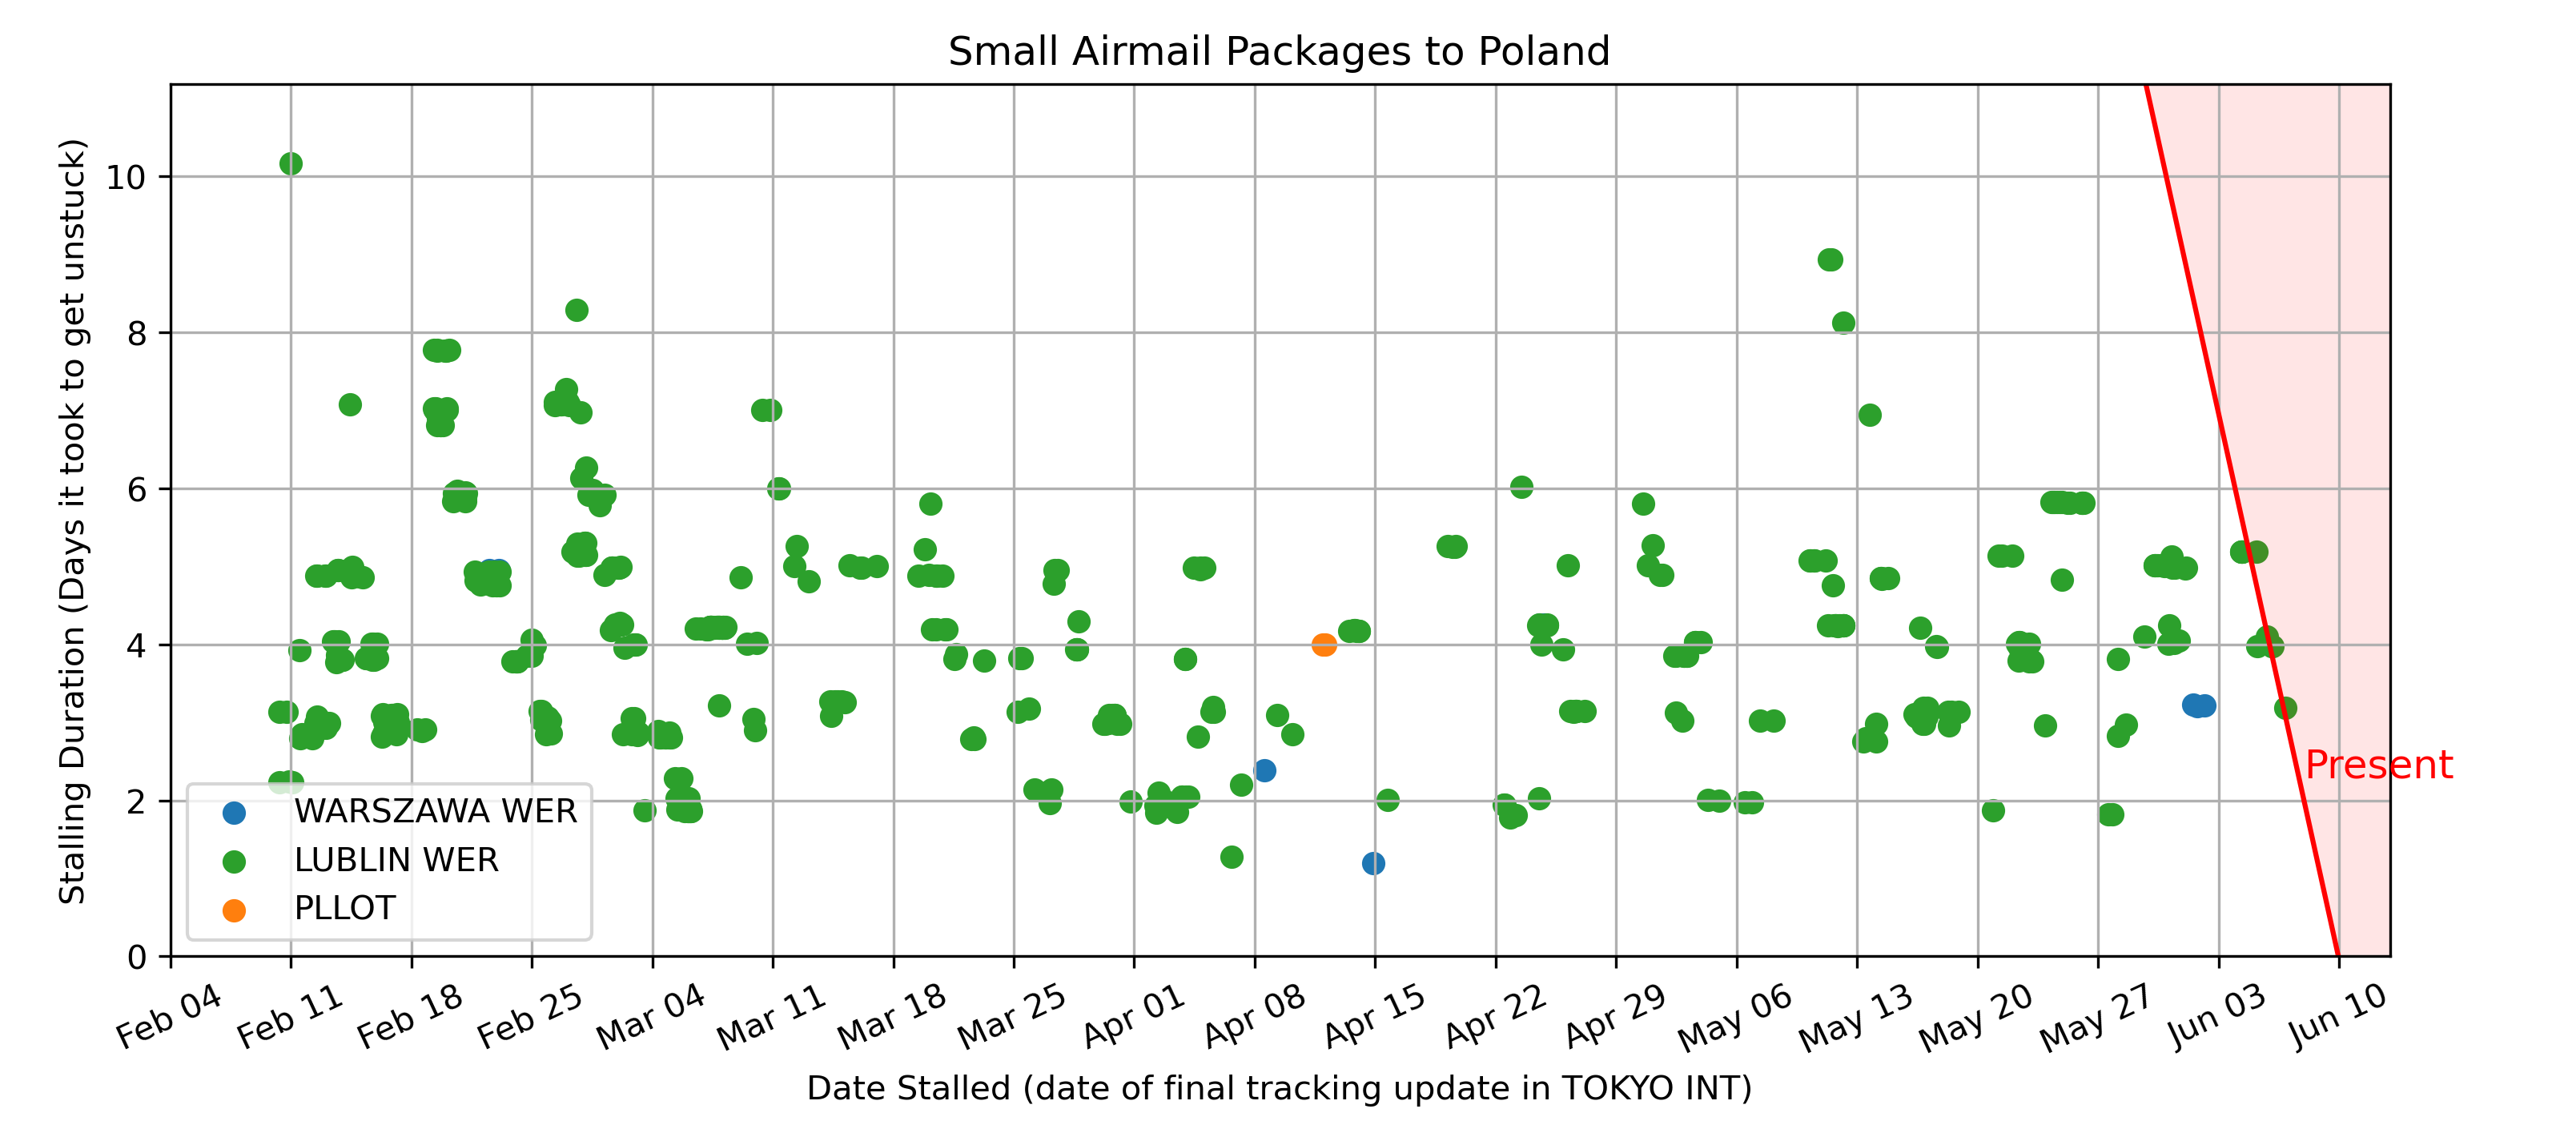 Small Airmail Packages to Poland
Stalling Duration (Days it took to get unstuck)
10
8
6
4
2
0
WARSZAWA WER
LUBLIN WER
PLLOT
Present
Feb 04
Feb 11
Feb 18
Feb 25
Mar 04
Mar 11
Mar 18
Mar 25
Apr 01
Apr 08
Apr 15
Apr 22
Apr 29
May 06
May 13
May 20
May 27
Jun 03
Jun 10
Date Stalled (date of final tracking update in TOKYO INT)